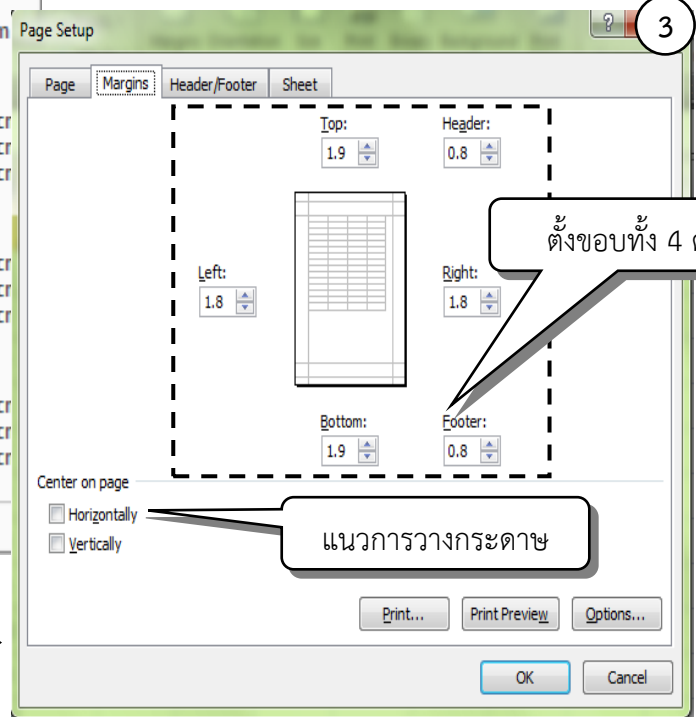 Page Setup
?
3
Page Margins Header/Footer Sheet
Top: Header:
1.9 0.8
ตั้งขอบทั้ง 4
Left: Right:
1.8 1.8
Bottom: Footer:
1.9 0.8
Center on page
Horizontally
Vertically
แนวการวางกระดาษ
Print... Print Preview Options...
OK Cancel